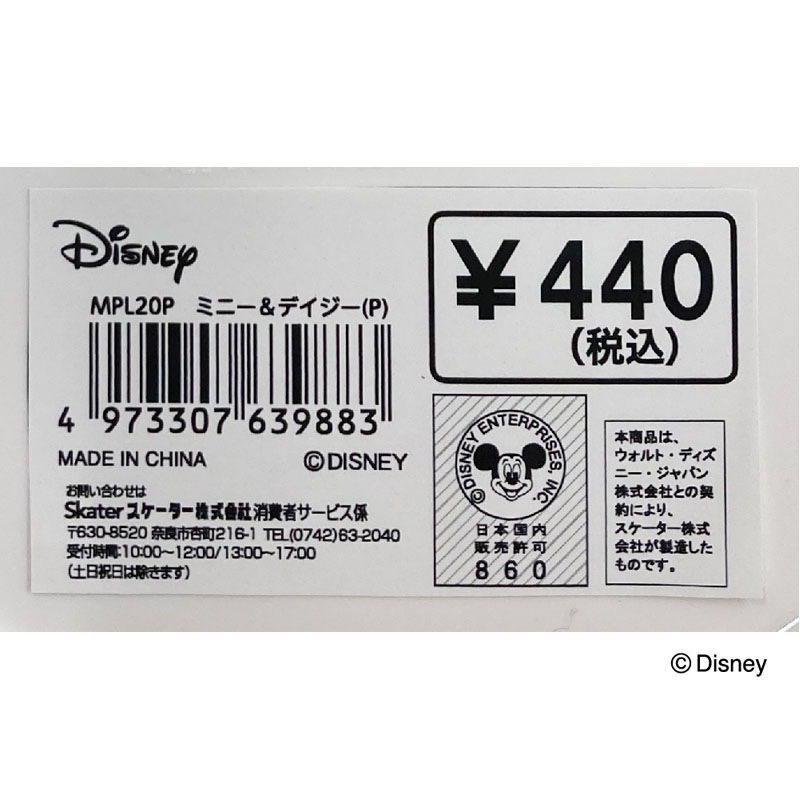 Disney
MPL20P ミニー＆デイジー(P)
4 973307 639883
MADE IN CHINA ©DISNEY
お問い合わせは
Skater スケーター株式会社消費者サービス係
〒630-8520 奈良市杏町216-1 TEL(0742)63-2040
受付時間:10:00〜12:00/13:00〜17:00
(土日祝日は除きます)
¥440
(税込)
©DISNEY ENTERPRISES, INC.
日本国内
販売許可
860
本商品は、
ウォルト・ディズ
ニー・ジャパン
株式会社との契
約により、
スケーター株式
会社が製造した
ものです。
©Disney